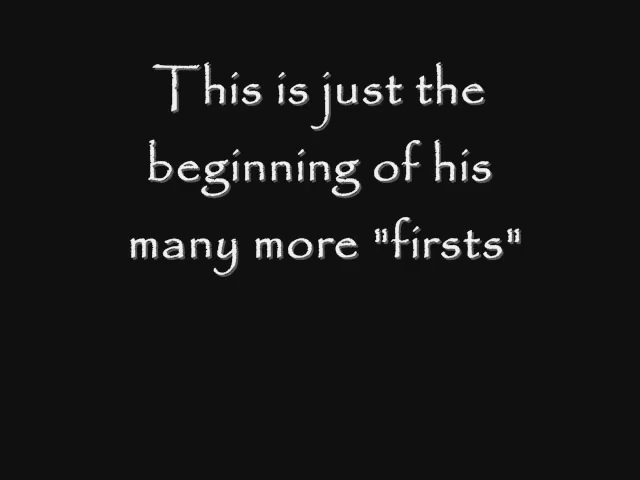 This is just the
beginning of his
many more "firsts"